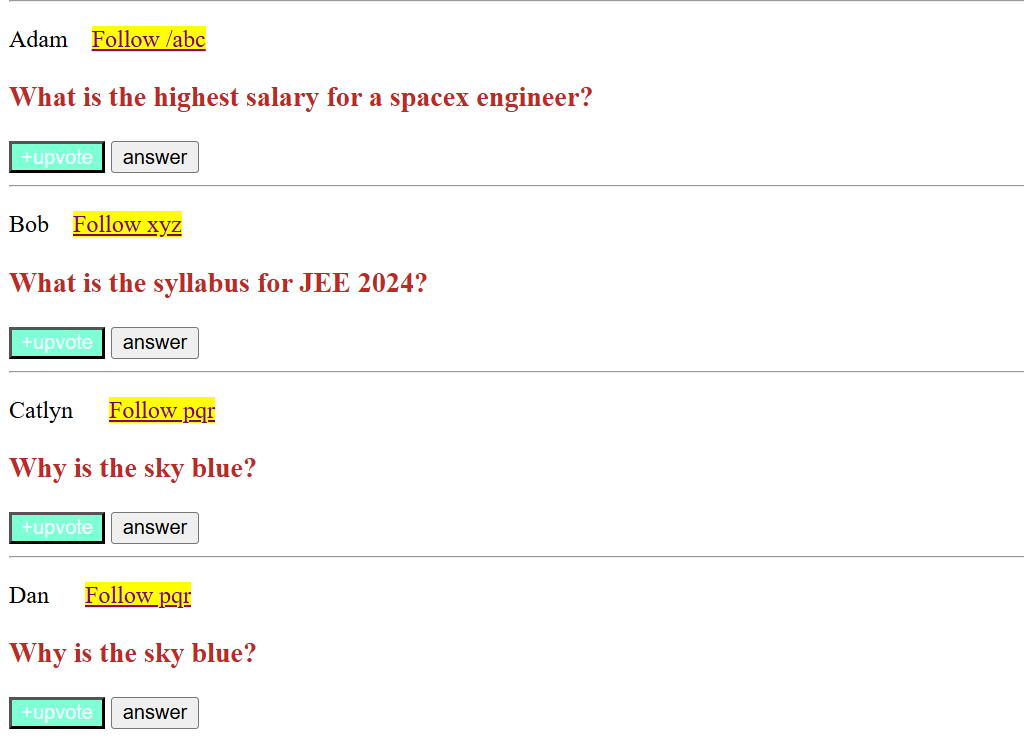 Adam Follow /abc
What is the highest salary for a spacex engineer?
+upvote answer
Bob Follow xyz
What is the syllabus for JEE 2024?
+upvote answer
Catlyn Follow pqr
Why is the sky blue?
+upvote answer
Dan Follow pqr
Why is the sky blue?
+upvote answer